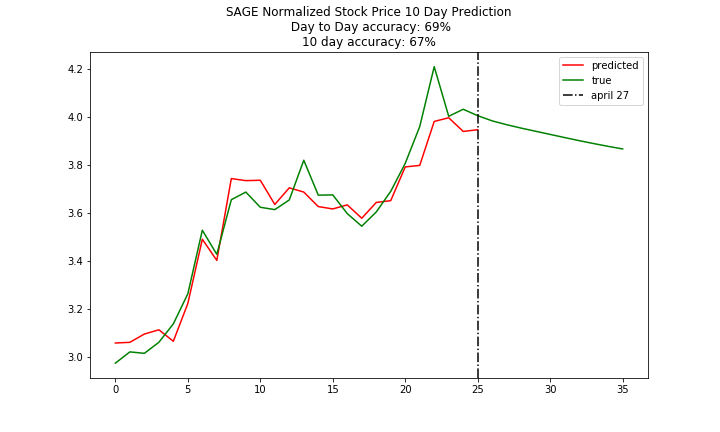 SAGE Normalized Stock Price 10 Day Prediction
Day to Day accuracy: 69%
10 day accuracy: 67%
predicted
true
april 27
4.2
4.0
3.8
3.6
3.4
3.2
3.0
0 5 10 15 20 25 30 35